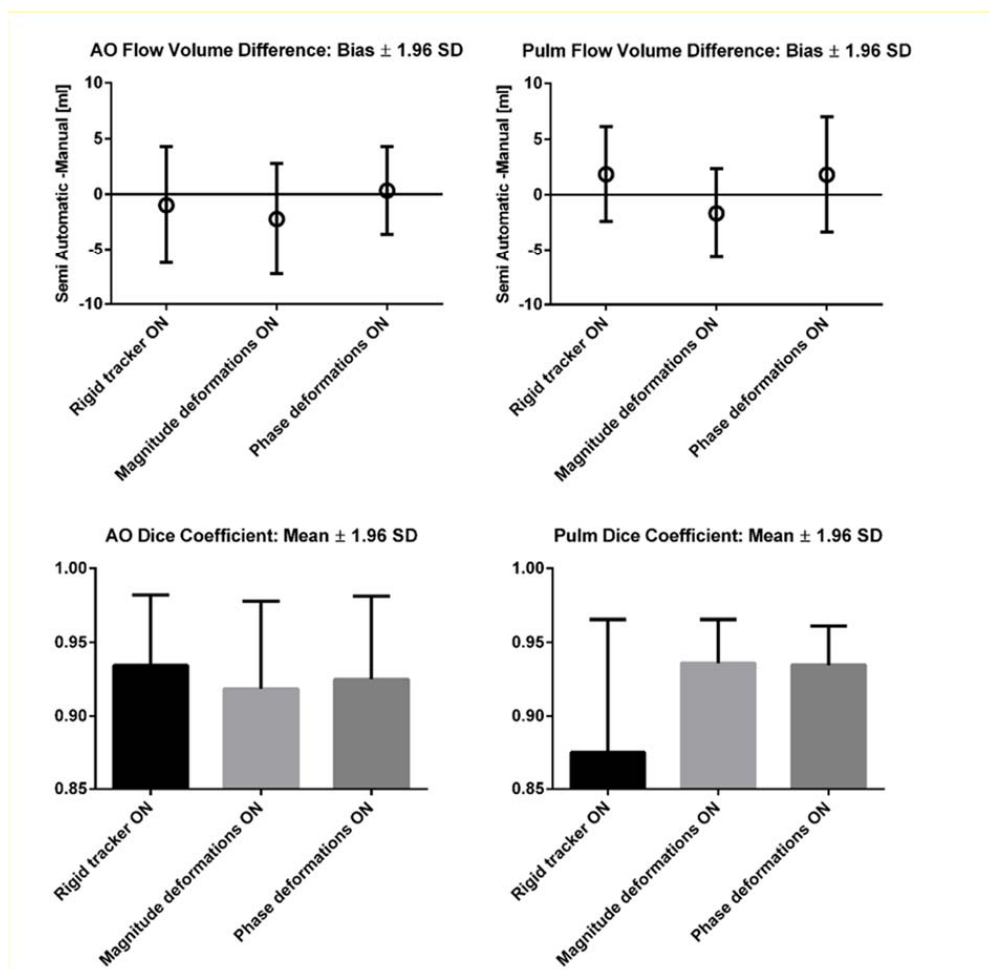 AO Flow Volume Difference: Bias ± 1.96 SD
Semi Automatic -Manual [ml]
10
5
0
-5
-10
Rigid tracker ON
Magnitude deformations ON
Phase deformations ON
Pulm Flow Volume Difference: Bias ± 1.96 SD
Semi Automatic -Manual [ml]
10
5
0
-5
-10
Rigid tracker ON
Magnitude deformations ON
Phase deformations ON
AO Dice Coefficient: Mean ± 1.96 SD
1.00
0.95
0.90
0.85
Rigid tracker ON
Magnitude deformations ON
Phase deformations ON
Pulm Dice Coefficient: Mean ± 1.96 SD
1.00
0.95
0.90
0.85
Rigid tracker ON
Magnitude deformations ON
Phase deformations ON